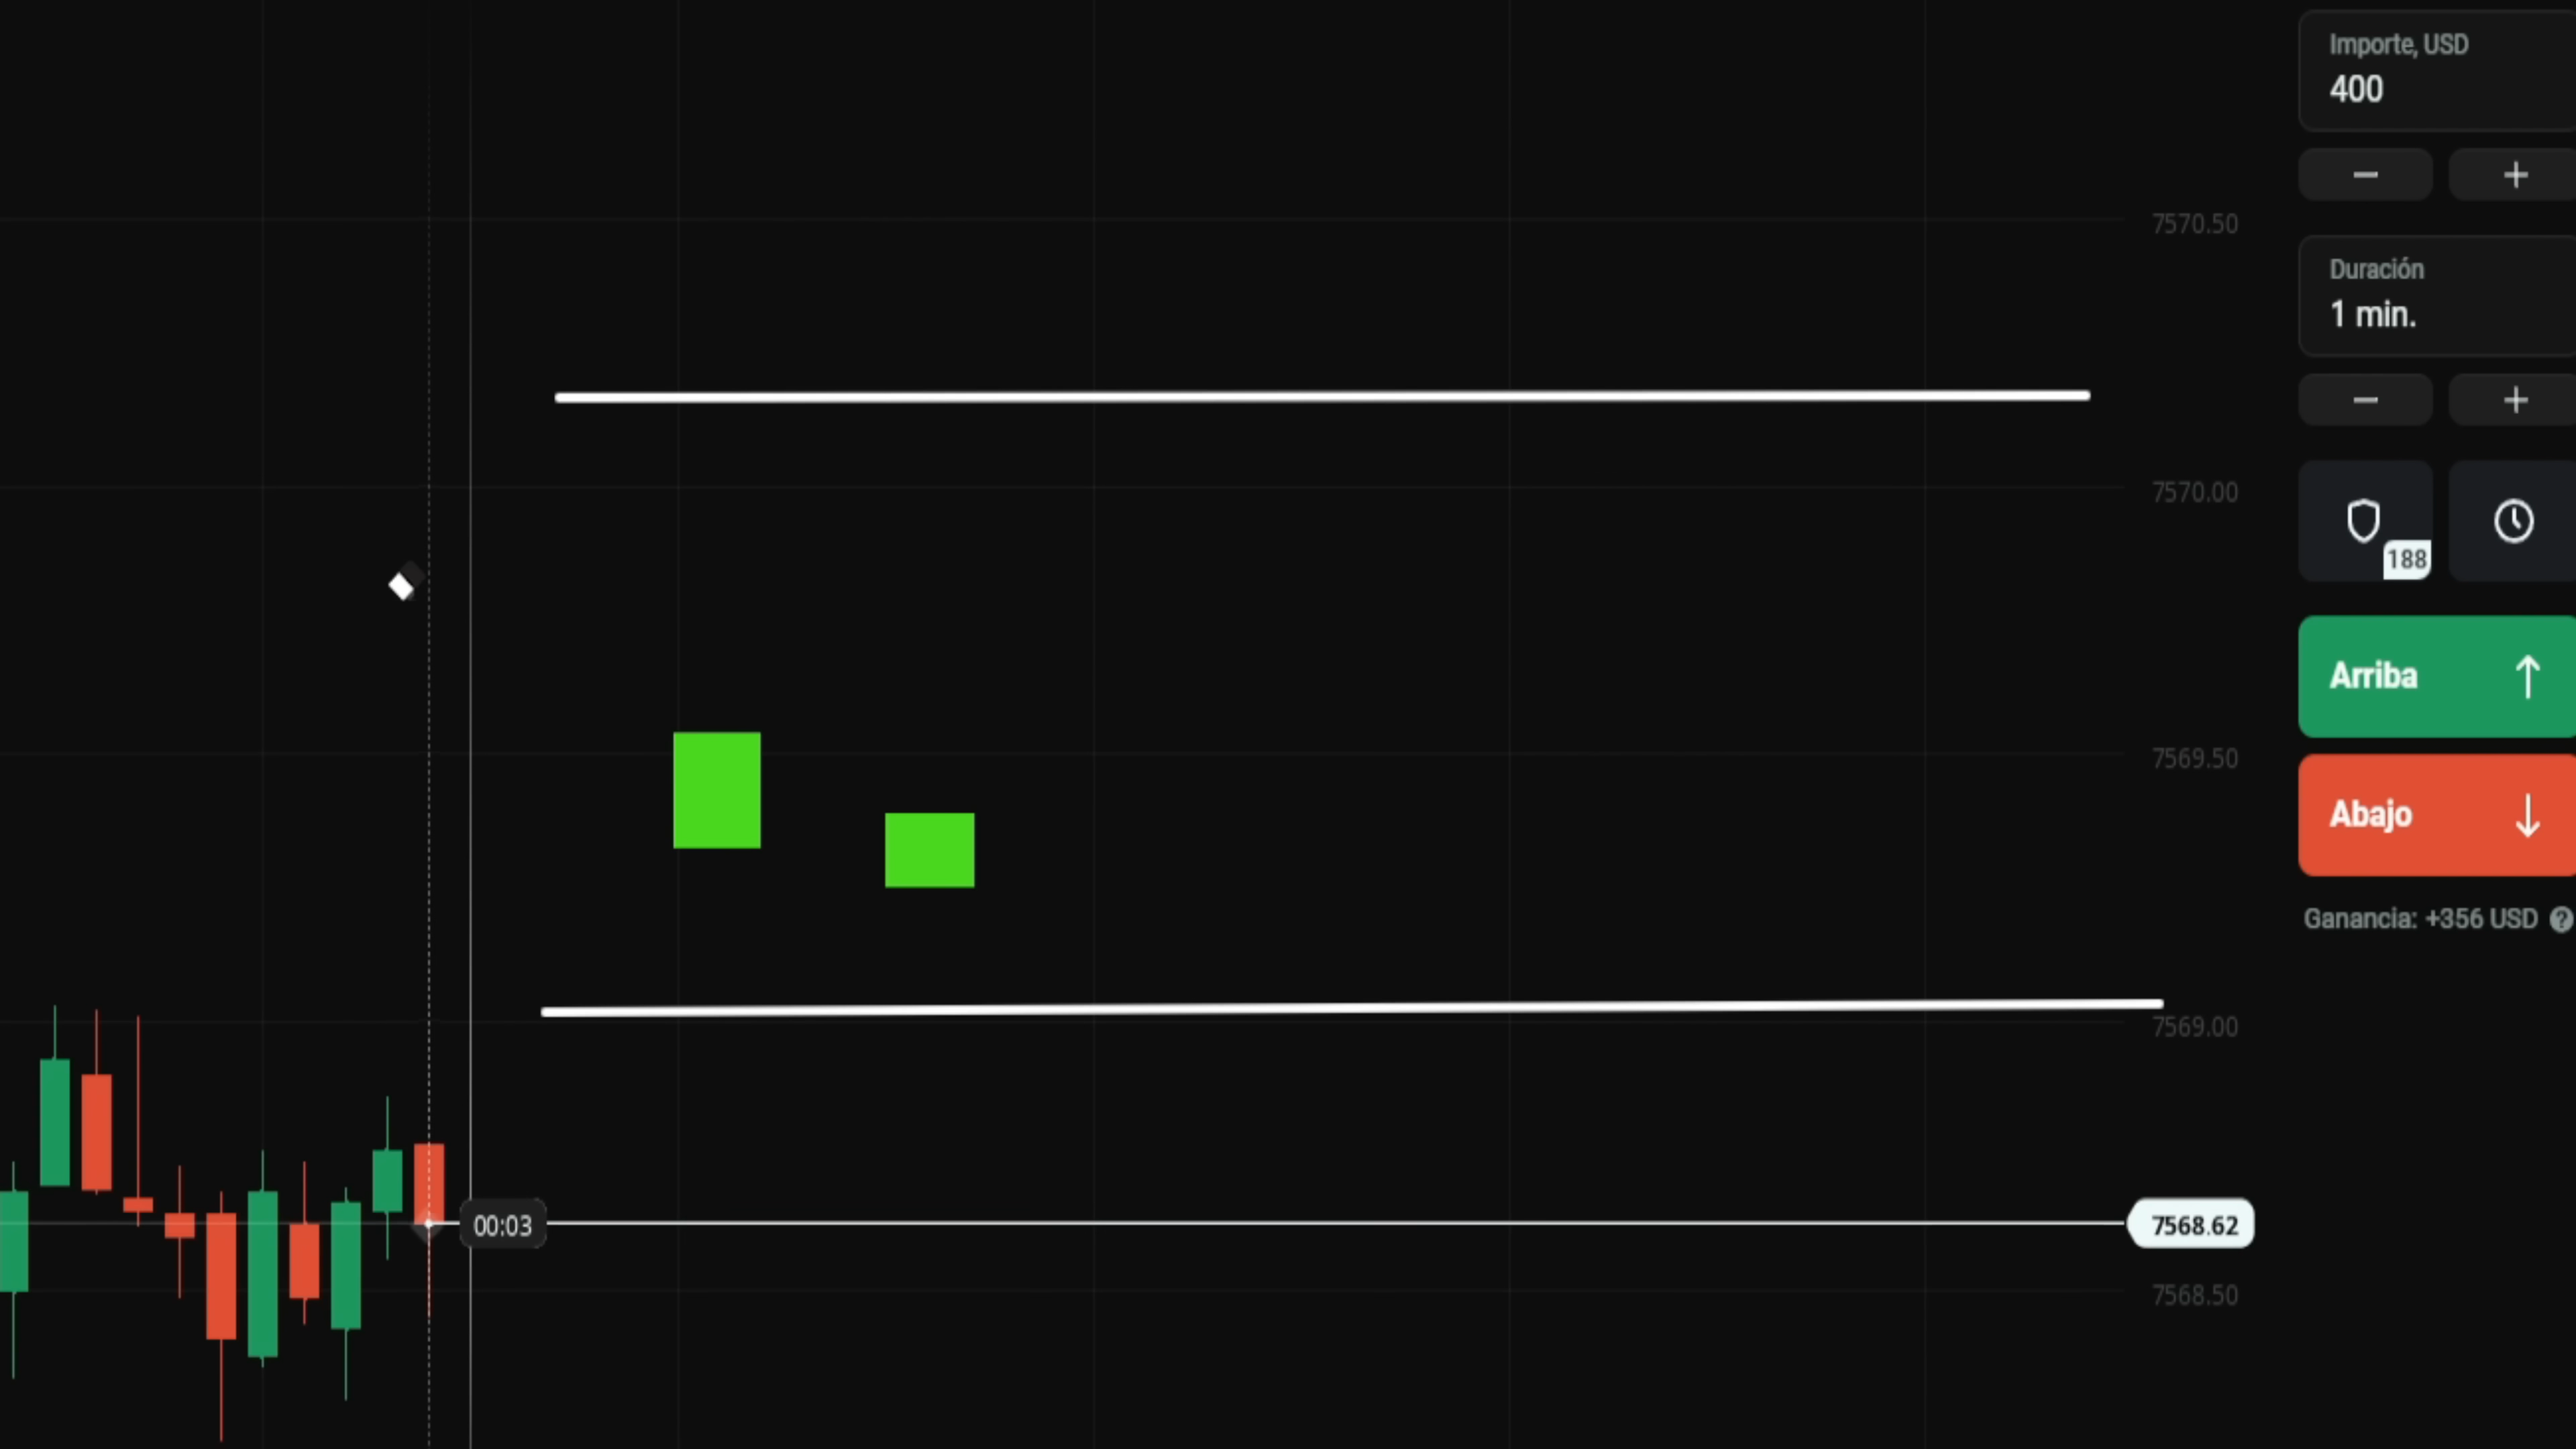 Importe, USD
400
7570.50
Duración
1 min.
7570.00
188
Arriba
7569.50
Abajo
Ganancia: +356 USD
7569.00
00:03
7568.62
7568.50